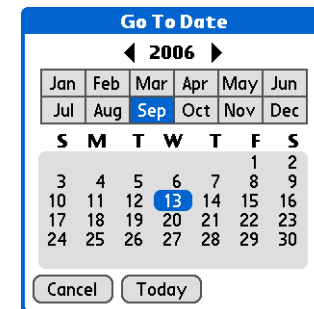 Go To Date
2006
Jan Feb Mar Apr May Jun
Jul Aug Sep Oct Nov Dec
S M T W T F S
1 2
3 4 5 6 7 8 9
10 11 12 13 14 15 16
17 18 19 20 21 22 23
24 25 26 27 28 29 30
Cancel Today